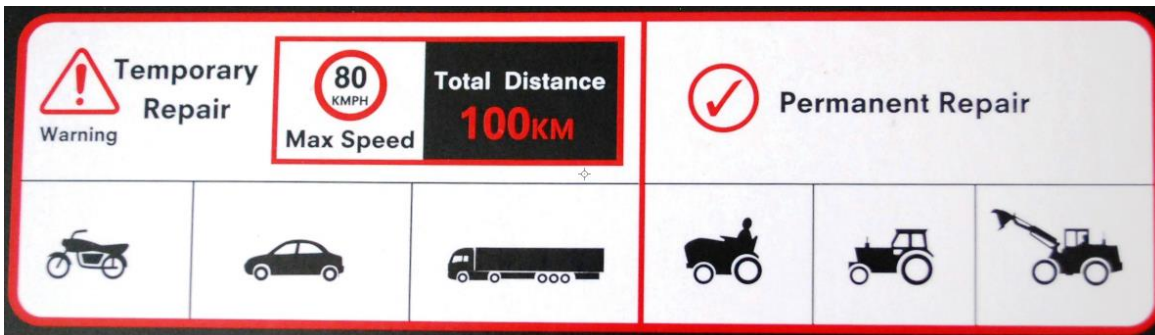 Temporary
Repair
Warning
80
KMPH
Max Speed
Total Distance
100KM
Permanent Repair